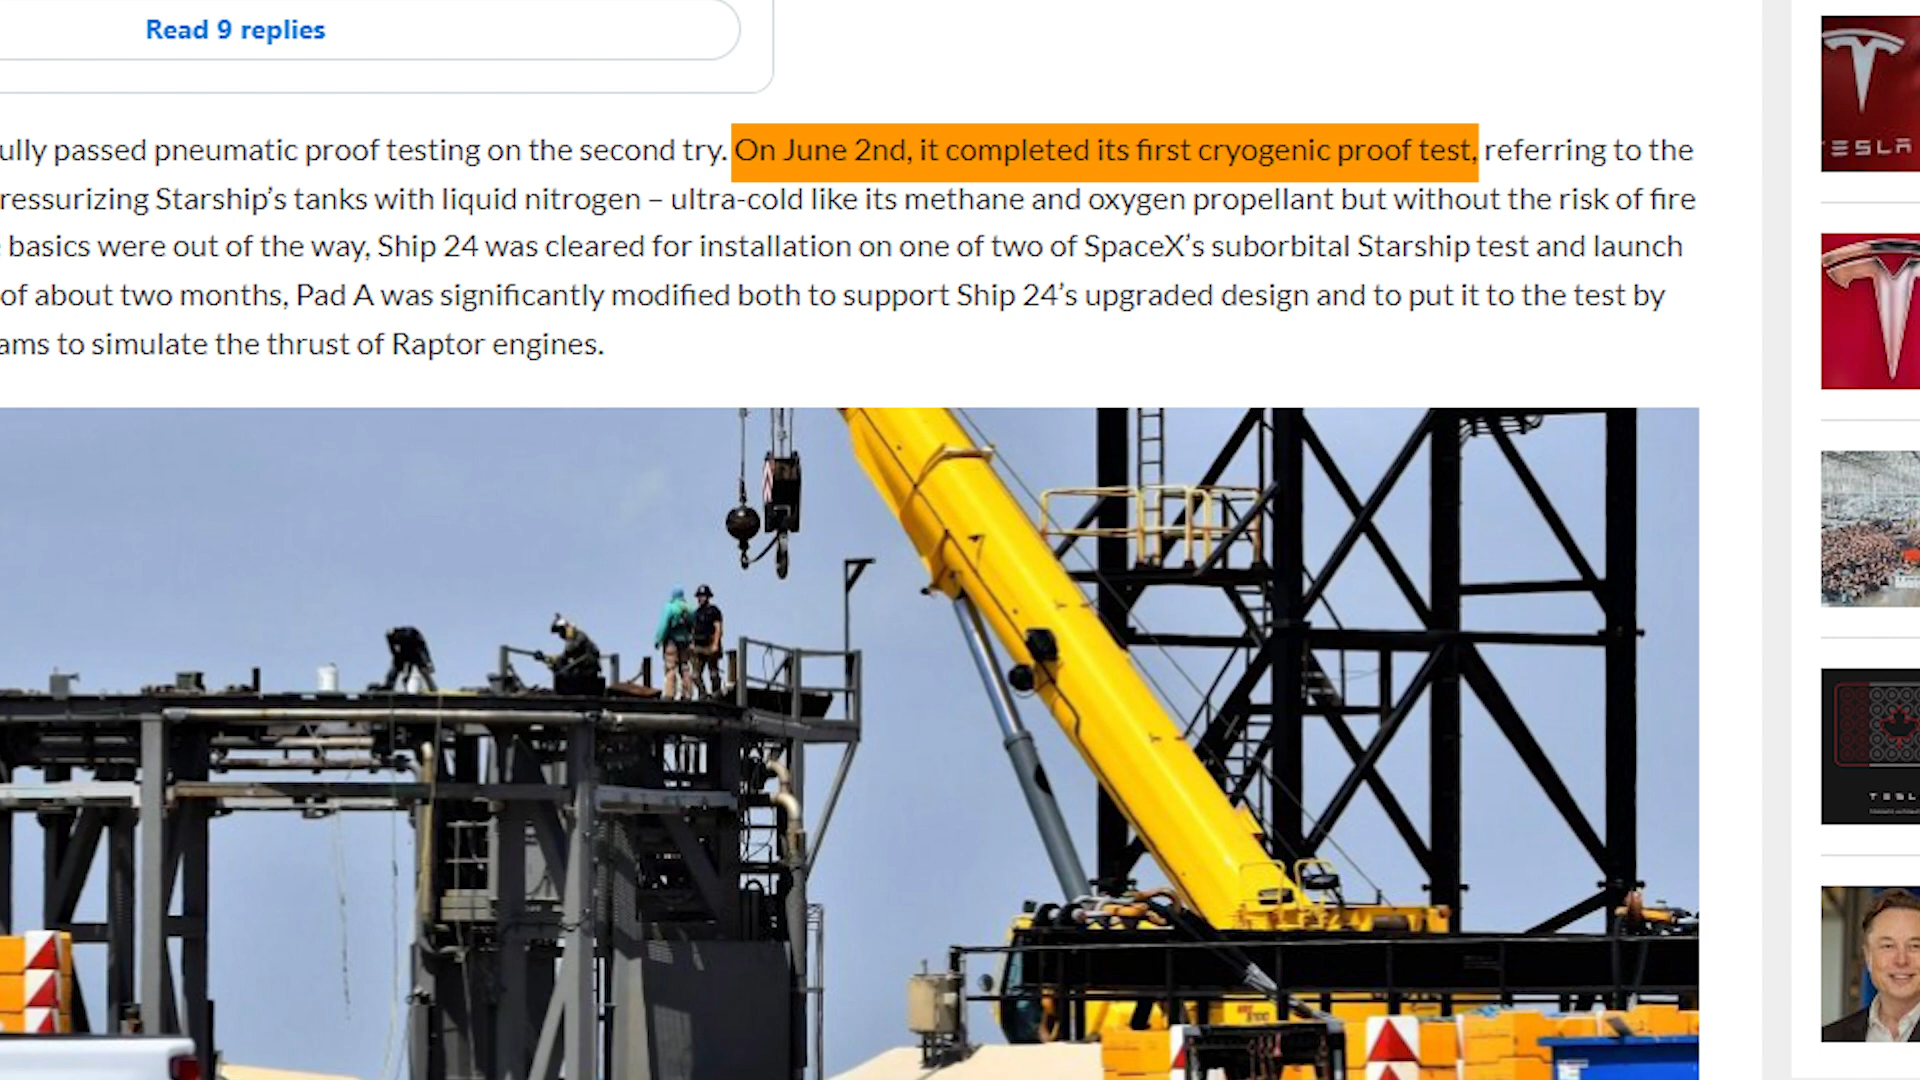 Read 9 replies
ully passed pneumatic proof testing on the second try. On June 2nd, it completed its first cryogenic proof test, referring to the
ressurizing Starship’s tanks with liquid nitrogen – ultra-cold like its methane and oxygen propellant but without the risk of fire
basics were out of the way, Ship 24 was cleared for installation on one of two of SpaceX’s suborbital Starship test and launch
of about two months, Pad A was significantly modified both to support Ship 24’s upgraded design and to put it to the test by
ams to simulate the thrust of Raptor engines.
TESLA
TESL